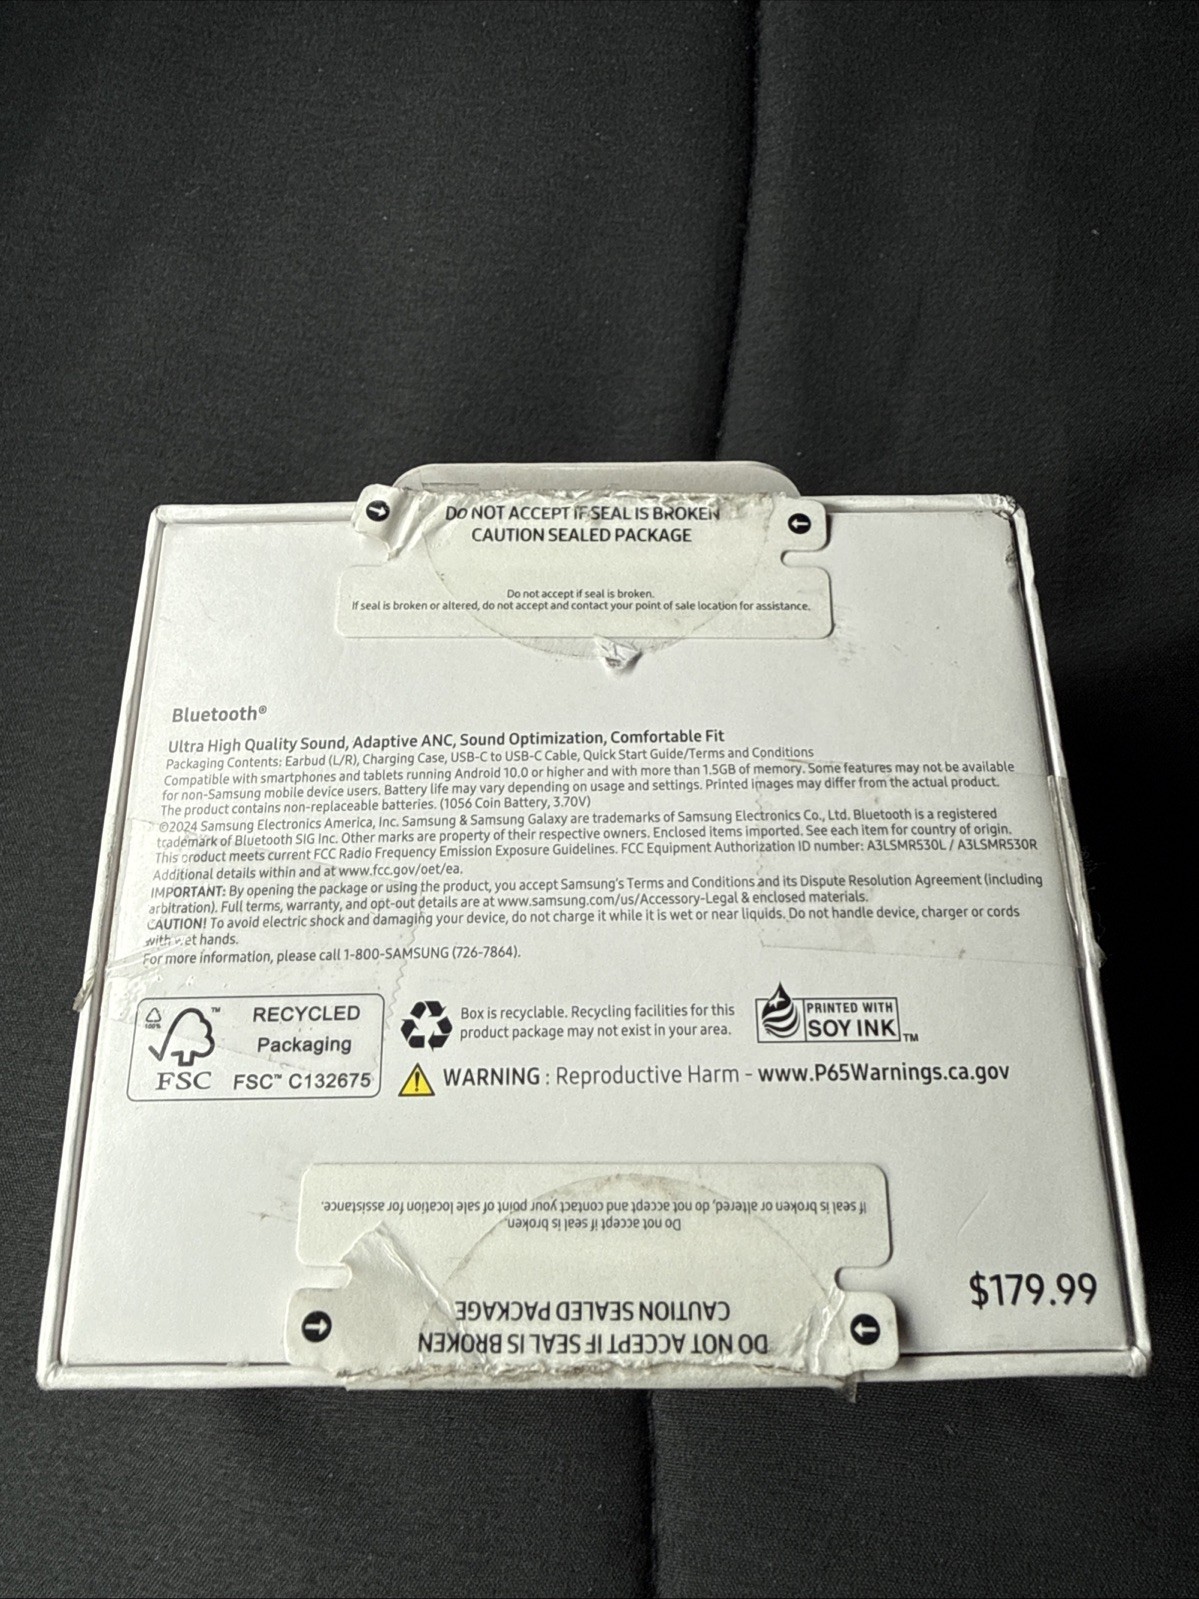 DO NOT ACCEPT IF SEAL IS BROKEN
CAUTION SEALED PACKAGE
Do not accept if seal is broken.
If seal is broken or altered, do not accept and contact your point of sale location for assistance.
Bluetooth®
Ultra High Quality Sound, Adaptive ANC, Sound Optimization, Comfortable Fit
Packaging Contents: Earbud (L/R), Charging Case, USB-C to USB-C Cable, Quick Start Guide/Terms and Conditions
Compatible with smartphones and tablets running Android 10.0 or higher and with more than 1.5GB of memory. Some features may not be available
for non-Samsung mobile device users. Battery life may vary depending on usage and settings. Printed images may differ from the actual product.
The product contains non-replaceable batteries. (1056 Coin Battery, 3.70V)
©2024 Samsung Electronics America, Inc. Samsung & Samsung Galaxy are trademarks of Samsung Electronics Co., Ltd. Bluetooth is a registered
trademark of Bluetooth SIG Inc. Other marks are property of their respective owners. Enclosed items imported. See each item for country of origin.
This product meets current FCC Radio Frequency Emission Exposure Guidelines. FCC Equipment Authorization ID number: A3LSMR530L / A3LSMR530R
Additional details within and at www.fcc.gov/oet/ea.
IMPORTANT: By opening the package or using the product, you accept Samsung's Terms and Conditions and its Dispute Resolution Agreement (including
arbitration). Full terms, warranty, and opt-out details are at www.samsung.com/us/Accessory-Legal & enclosed materials.
CAUTION! To avoid electric shock and damaging your device, do not charge it while it is wet or near liquids. Do not handle device, charger or cords
with wet hands.
For more information, please call 1-800-SAMSUNG (726-7864).
100%
™
FSC
RECYCLED
Packaging
FSC™ C132675
Box is recyclable. Recycling facilities for this
product package may not exist in your area.
PRINTED WITH
SOY INK™
WARNING : Reproductive Harm - www.P65Warnings.ca.gov
DO NOT ACCEPT IF SEAL IS BROKEN
CAUTION SEALED PACKAGE
Do not accept if seal is broken.
If seal is broken or altered, do not accept and contact your point of sale location for assistance.
$179.99